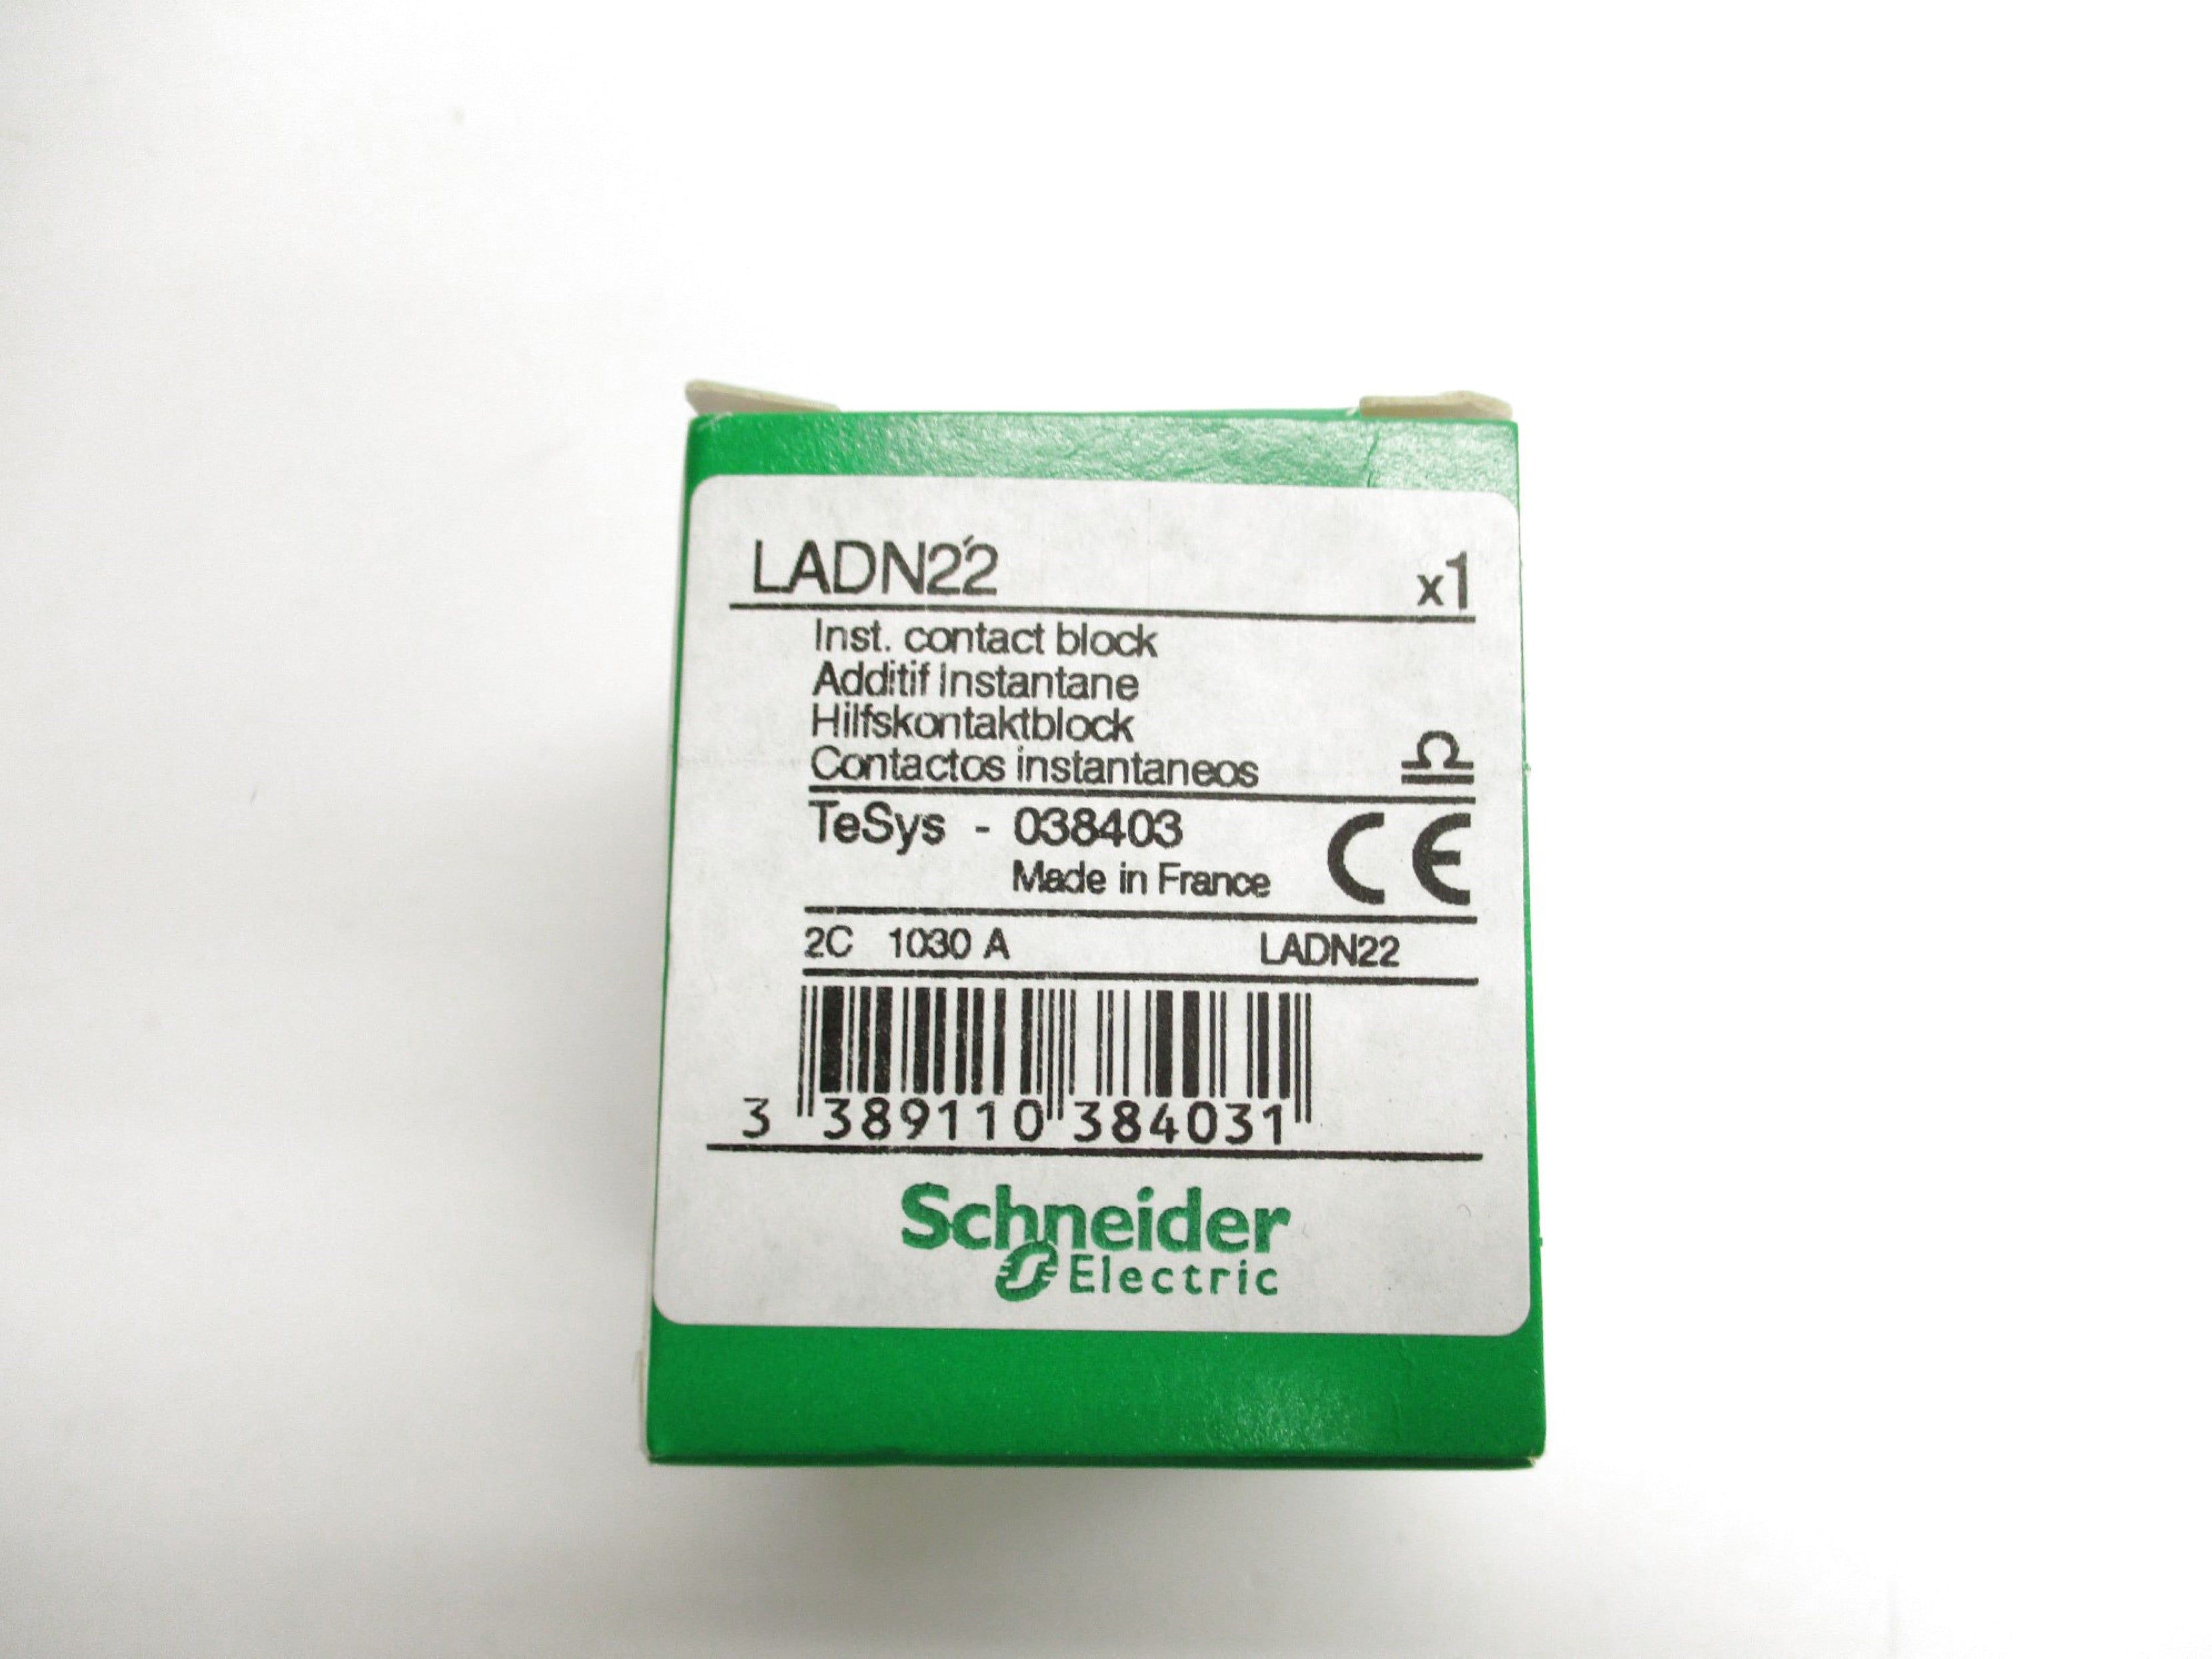 LADN22 x1
Inst. contact block
Additif instantane
Hilfskontaktblock
Contactos instantaneos
TeSys - 038403
Made in France CE
2C 1030 A LADN22
3 389110 384031
Schneider
Electric